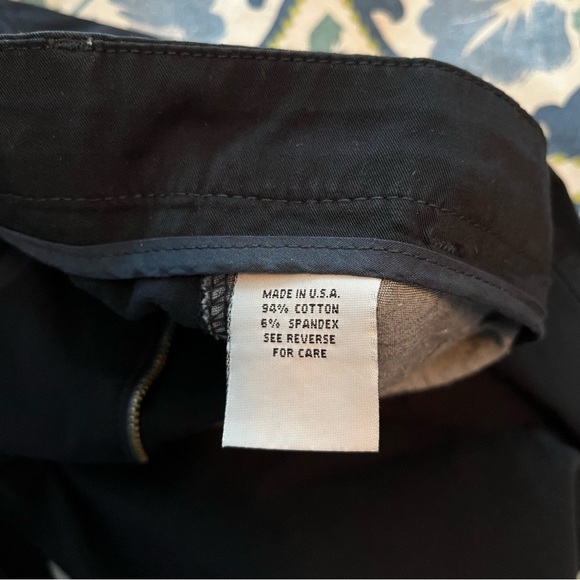 MADE IN U.S.A.
94% COTTON
6% SPANDEX
SEE REVERSE
FOR CARE